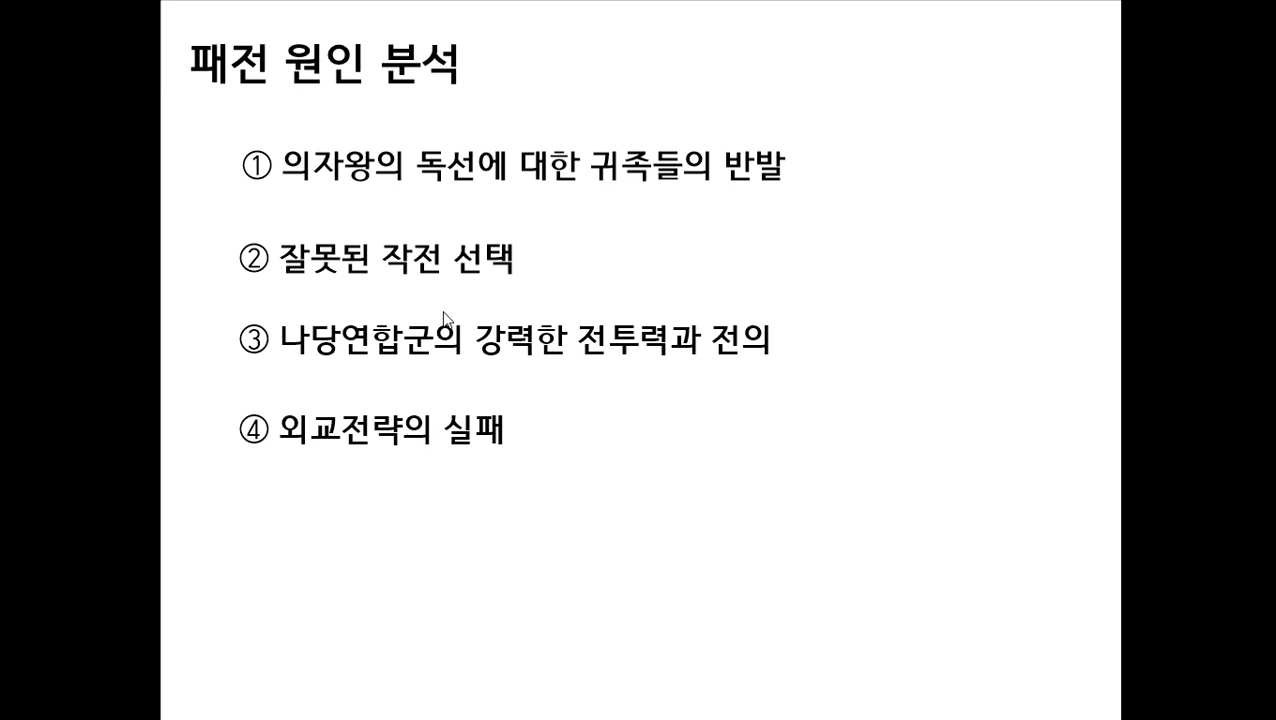 패전 원인 분석
① 의자왕의 독선에 대한 귀족들의 반발
② 잘못된 작전 선택
③ 나당연합군의 강력한 전투력과 전의
④ 외교전략의 실패